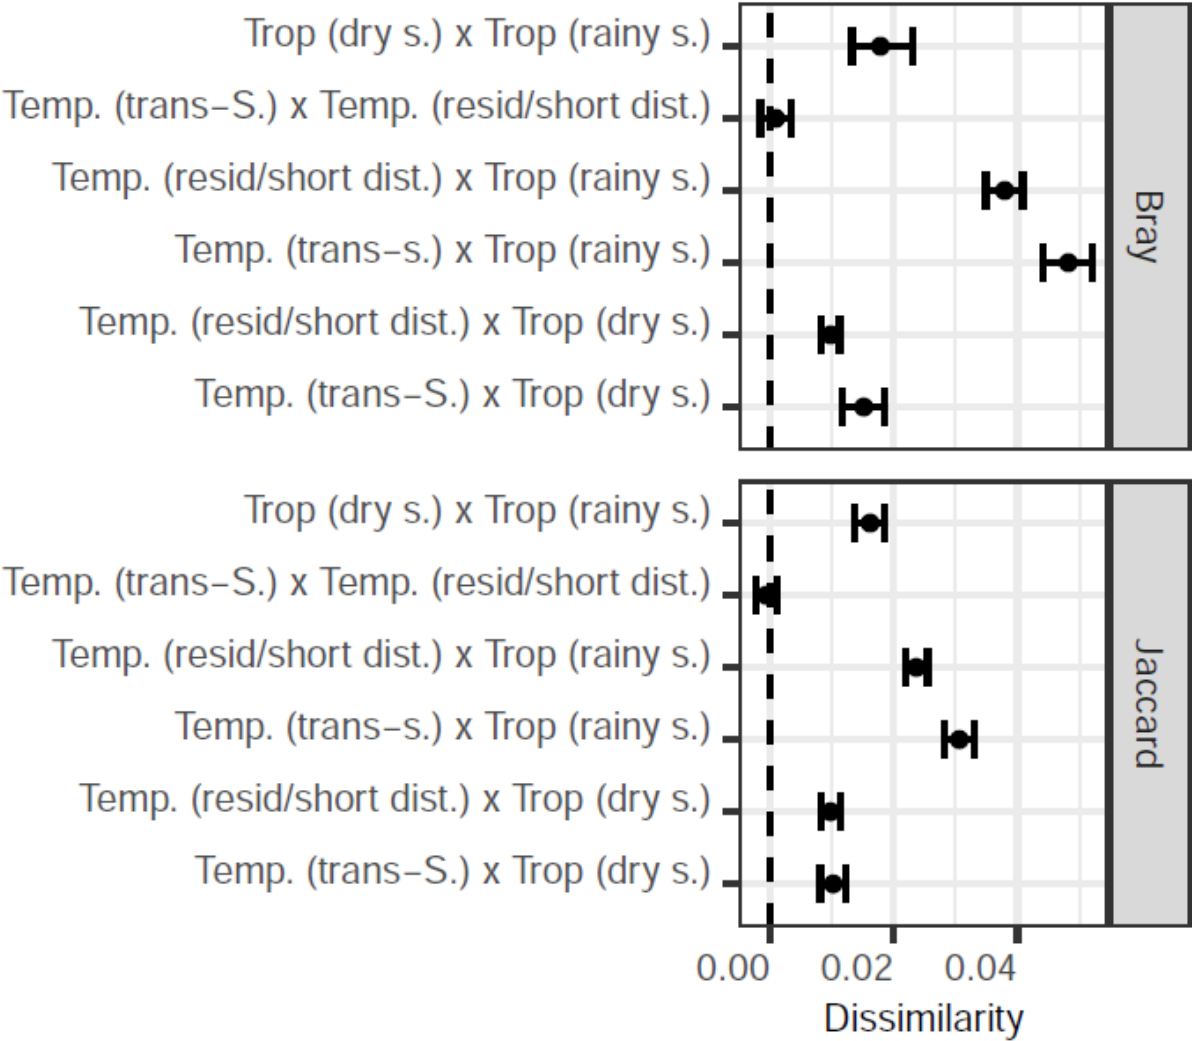 Trop (dry s.) x Trop (rainy s.)
Temp. (trans−S.) x Temp. (resid/short dist.)
Temp. (resid/short dist.) x Trop (rainy s.)
Temp. (trans−s.) x Trop (rainy s.)
Temp. (resid/short dist.) x Trop (dry s.)
Temp. (trans−S.) x Trop (dry s.)
Bray
Trop (dry s.) x Trop (rainy s.)
Temp. (trans−S.) x Temp. (resid/short dist.)
Temp. (resid/short dist.) x Trop (rainy s.)
Temp. (trans−s.) x Trop (rainy s.)
Temp. (resid/short dist.) x Trop (dry s.)
Temp. (trans−S.) x Trop (dry s.)
Jaccard
0.00 0.02 0.04
Dissimilarity